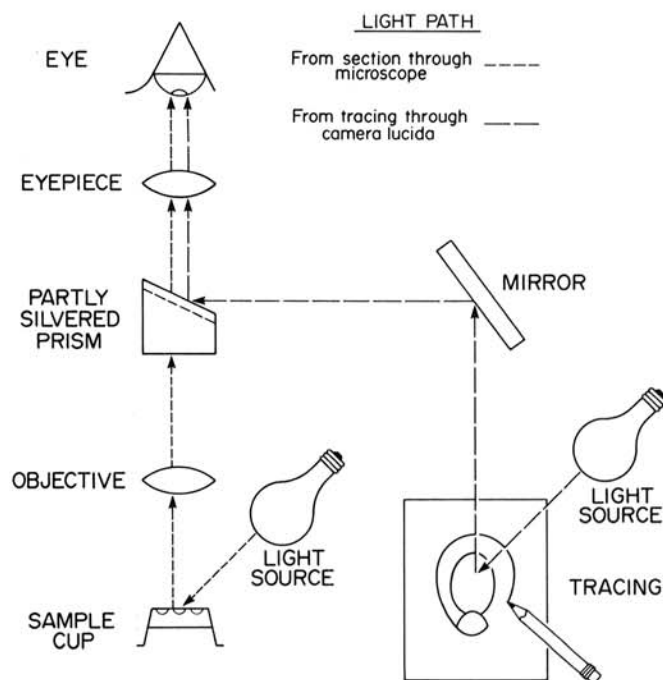 LIGHT PATH
From section through
microscope
From tracing through
camera lucida
EYE
EYEPIECE
PARTLY
SILVERED
PRISM
MIRROR
OBJECTIVE
LIGHT
SOURCE
LIGHT
SOURCE
SAMPLE
CUP
TRACING